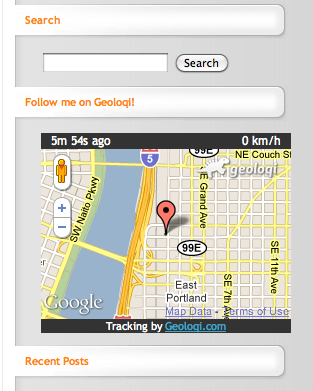 Search
Search
Follow me on Geoloqi!
5m 54s ago 0 km/h
99E
NE Couch St
5
geoloqi
SW Naito Pkwy
E Grand Ave
99E
SE 11th Ave
East
Portland
SE 7th Ave
Google
Map Data - Terms of Use
Tracking by Geoloqi.com
Recent Posts